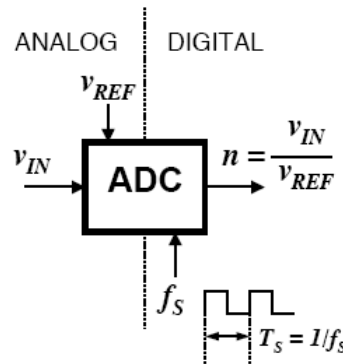 ANALOG DIGITAL
v_REF
v_IN
ADC
n = v_IN / v_REF
f_S
T_S = 1/f_S